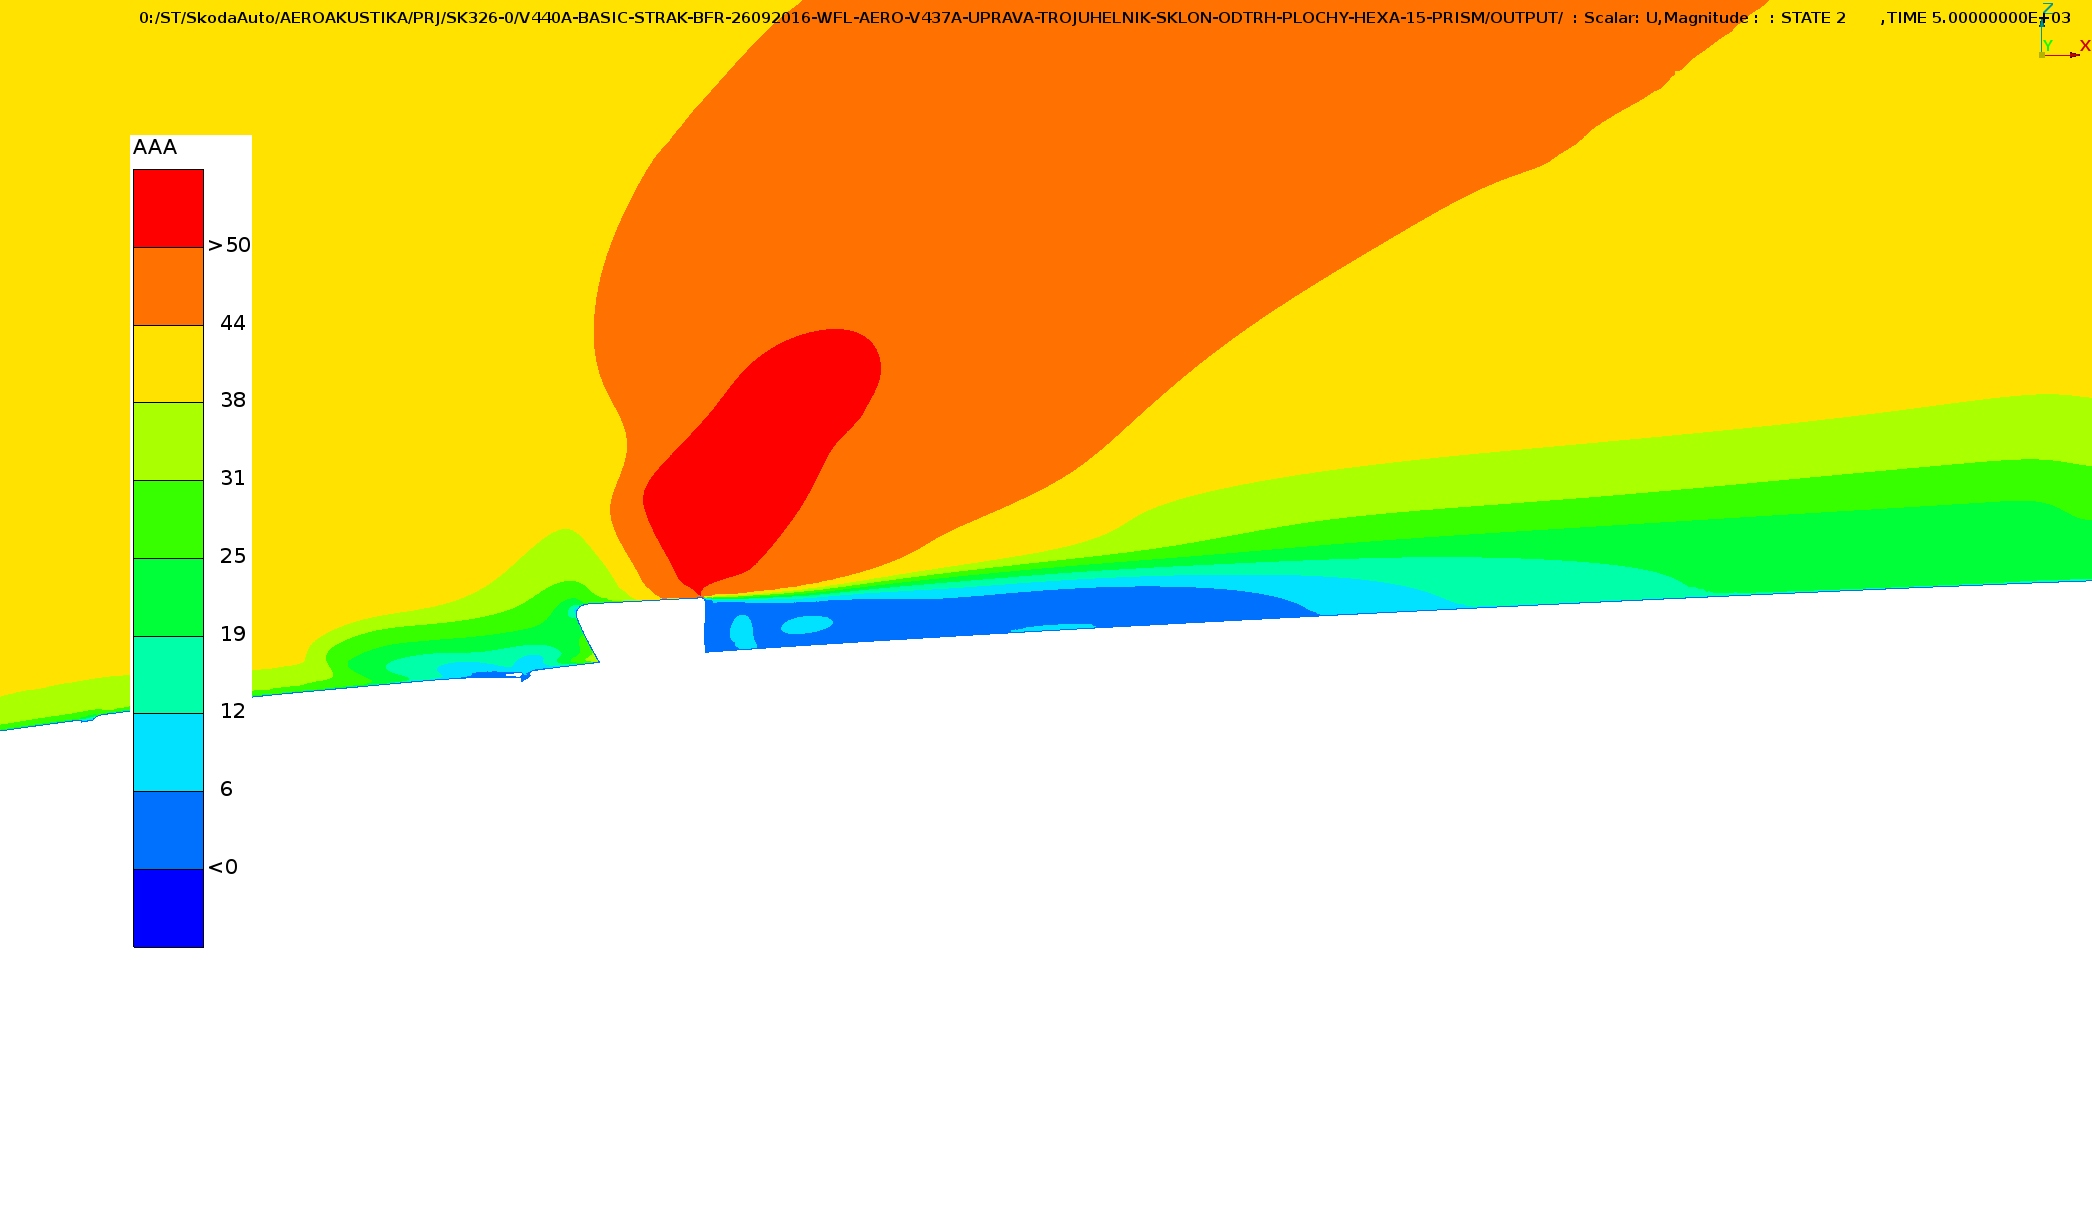 0:/ST/SkodaAuto/AEROAKUSTIKA/PRJ/SK326-0/V440A-BASIC-STRAK-BFR-26092016-WFL-AERO-V437A-UPRAVA-TROJUHELNIK-SKLON-ODTRH-PLOCHY-HEXA-15-PRISM/OUTPUT/ : Scalar: U,Magnitude : : STATE 2 ,TIME 5.00000000E+03
Z
Y X
AAA
>50
44
38
31
25
19
12
6
<0